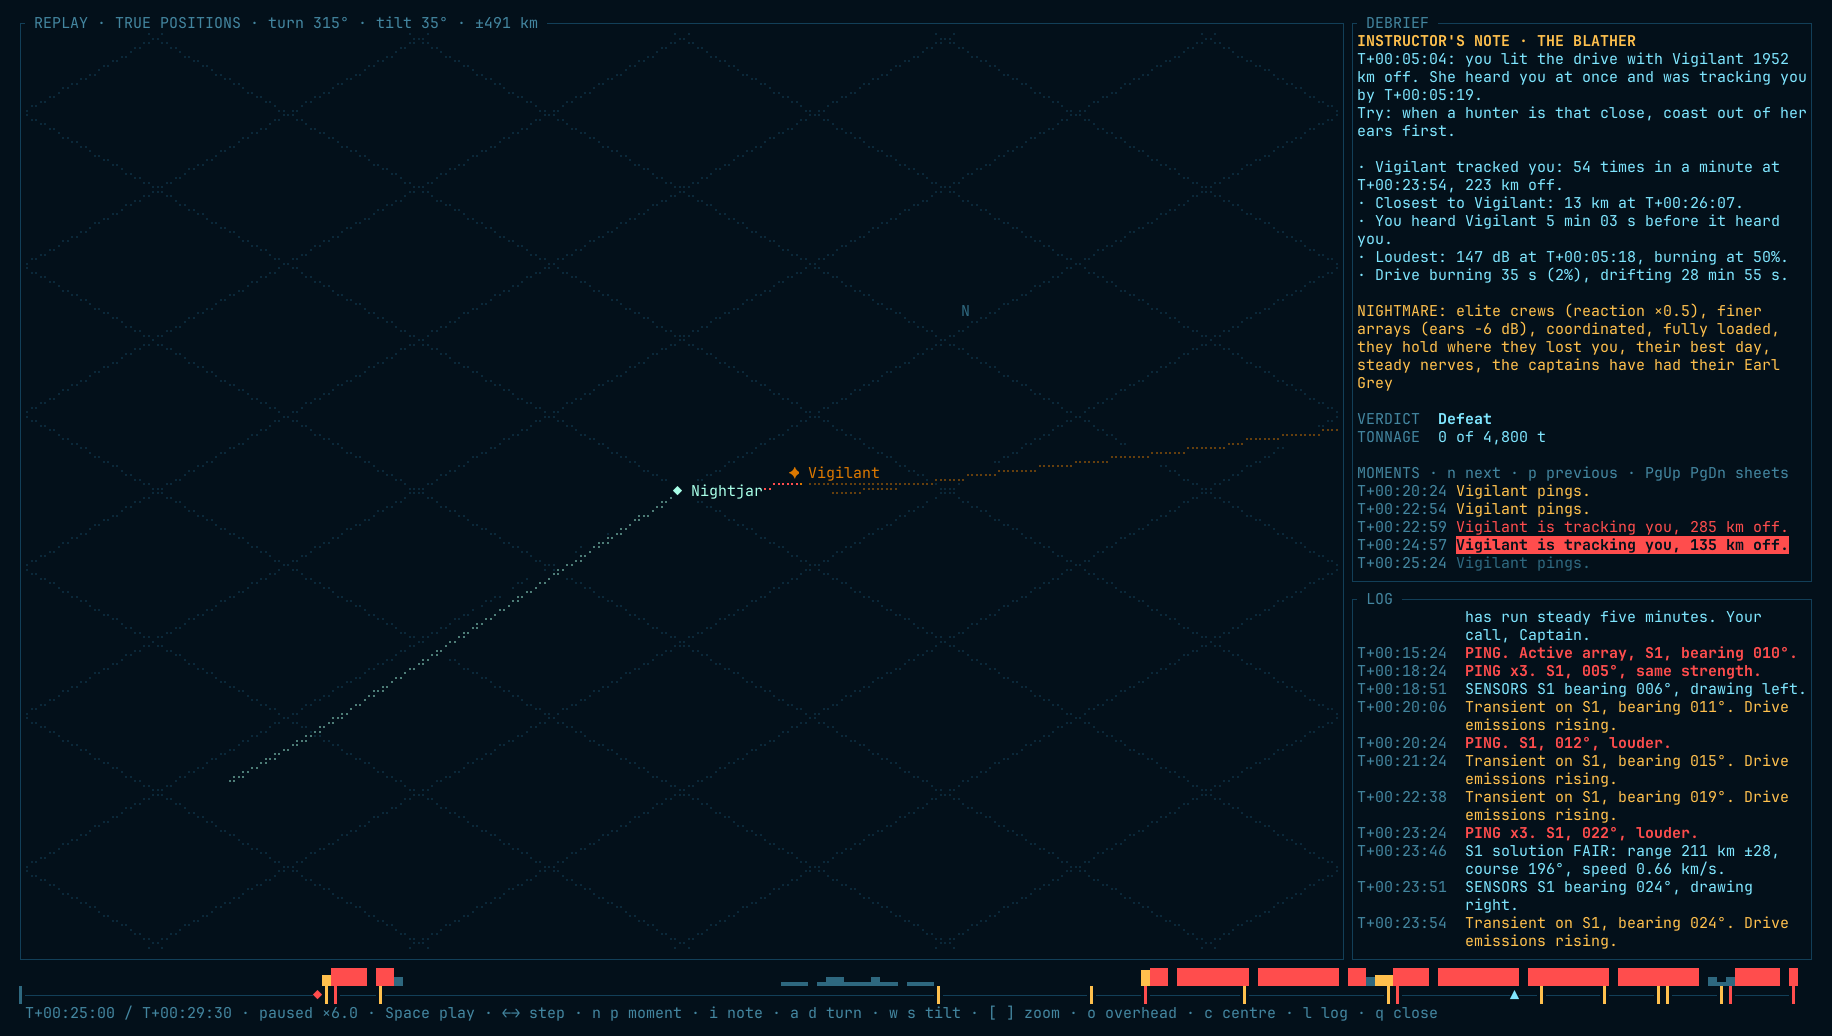 REPLAY · TRUE POSITIONS · turn 315° · tilt 35° · ±491 km
N
Vigilant
Nightjar
DEBRIEF
INSTRUCTOR'S NOTE · THE BLATHER
T+00:05:04: you lit the drive with Vigilant 1952
km off. She heard you at once and was tracking you
by T+00:05:19.
Try: when a hunter is that close, coast out of her
ears first.
· Vigilant tracked you: 54 times in a minute at
T+00:23:54, 223 km off.
· Closest to Vigilant: 13 km at T+00:26:07.
· You heard Vigilant 5 min 03 s before it heard
you.
· Loudest: 147 dB at T+00:05:18, burning at 50%.
· Drive burning 35 s (2%), drifting 28 min 55 s.
NIGHTMARE: elite crews (reaction ×0.5), finer
arrays (ears -6 dB), coordinated, fully loaded,
they hold where they lost you, their best day,
steady nerves, the captains have had their Earl
Grey
VERDICT Defeat
TONNAGE 0 of 4,800 t
MOMENTS · n next · p previous · PgUp PgDn sheets
T+00:20:24 Vigilant pings.
T+00:22:54 Vigilant pings.
T+00:22:59 Vigilant is tracking you, 285 km off.
T+00:24:57 Vigilant is tracking you, 135 km off.
T+00:25:24 Vigilant pings.
LOG
has run steady five minutes. Your
call, Captain.
T+00:15:24 PING. Active array, S1, bearing 010°.
T+00:18:24 PING x3. S1, 005°, same strength.
T+00:18:51 SENSORS S1 bearing 006°, drawing left.
T+00:20:06 Transient on S1, bearing 011°. Drive
emissions rising.
T+00:20:24 PING. S1, 012°, louder.
T+00:21:24 Transient on S1, bearing 015°. Drive
emissions rising.
T+00:22:38 Transient on S1, bearing 019°. Drive
emissions rising.
T+00:23:24 PING x3. S1, 022°, louder.
T+00:23:46 S1 solution FAIR: range 211 km ±28,
course 196°, speed 0.66 km/s.
T+00:23:51 SENSORS S1 bearing 024°, drawing
right.
T+00:23:54 Transient on S1, bearing 024°. Drive
emissions rising.
T+00:25:00 / T+00:29:30 · paused ×6.0 · Space play · ↔ step · n p moment · i note · a d turn · w s tilt · [ ] zoom · o overhead · c centre · l log · q close